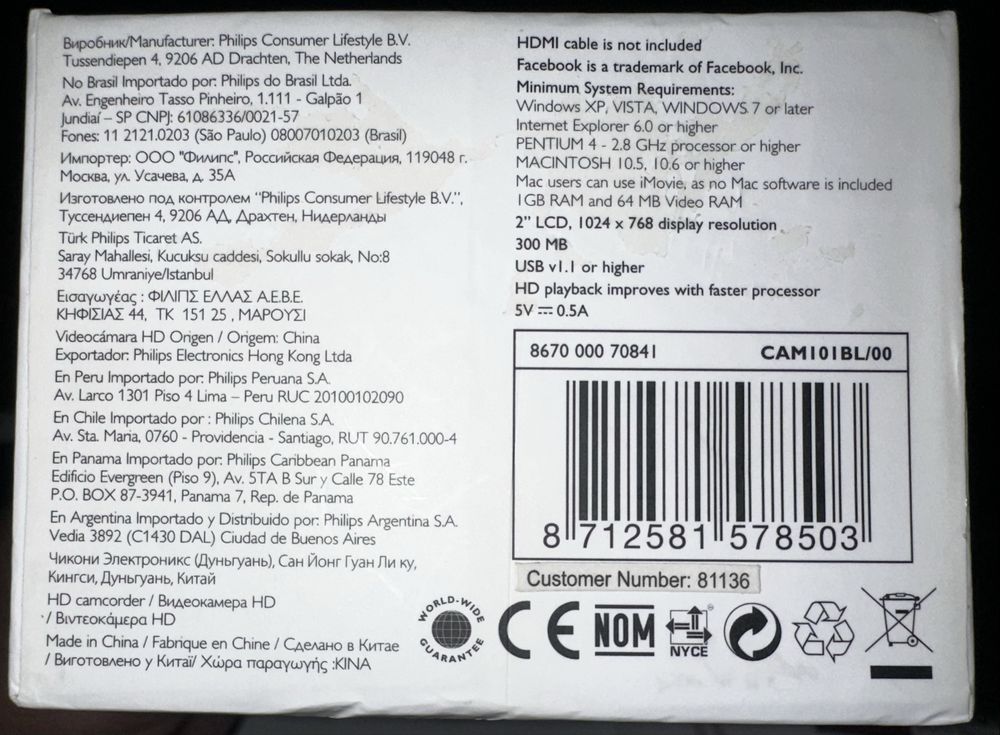 Виробник/Manufacturer: Philips Consumer Lifestyle B.V.
Tussendiepen 4, 9206 AD Drachten, The Netherlands
No Brasil Importado por: Philips do Brasil Ltda.
Av. Engenheiro Tasso Pinheiro, 1.111 - Galpão 1
Jundiaí – SP CNPJ: 61086336/0021-57
Fones: 11 2121.0203 (São Paulo) 08007010203 (Brasil)
Импортер: ООО "Филипс", Российская Федерация, 119048 г.
Москва, ул. Усачева, д. 35А
Изготовлено под контролем “Philips Consumer Lifestyle B.V.”,
Туссендиепен 4, 9206 АД, Драхтен, Нидерланды
Türk Philips Ticaret AS.
Saray Mahallesi, Kucuksu caddesi, Sokullu sokak, No:8
34768 Umraniye/Istanbul
Εισαγωγέας : ΦΙΛΙΠΣ ΕΛΛΑΣ Α.Ε.Β.Ε.
ΚΗΦΙΣΙΑΣ 44, ΤΚ 151 25 , ΜΑΡΟΥΣΙ
Videocámara HD Origen / Origem: China
Exportador: Philips Electronics Hong Kong Ltda
En Peru Importado por: Philips Peruana S.A.
Av. Larco 1301 Piso 4 Lima – Peru RUC 20100102090
En Chile Importado por : Philips Chilena S.A.
Av. Sta. Maria, 0760 - Providencia - Santiago, RUT 90.761.000-4
En Panama Importado por: Philips Caribbean Panama
Edificio Evergreen (Piso 9), Av. 5TA B Sur y Calle 78 Este
P.O. BOX 87-3941, Panama 7, Rep. de Panama
En Argentina Importado y Distribuido por: Philips Argentina S.A.
Vedia 3892 (C1430 DAL) Ciudad de Buenos Aires
Чикони Электроникс (Дуньгуань), Сан Йонг Гуан Ли ку,
Кингси, Дуньгуань, Китай
HD camcorder / Видеокамера HD
/ Βιντεοκάμερα HD
Made in China / Fabrique en Chine / Сделано в Китае
/ Виготовлено у Китаї/ Χώρα παραγωγής :ΚΙΝΑ
HDMI cable is not included
Facebook is a trademark of Facebook, Inc.
Minimum System Requirements:
Windows XP, VISTA, WINDOWS 7 or later
Internet Explorer 6.0 or higher
PENTIUM 4 - 2.8 GHz processor or higher
MACINTOSH 10.5, 10.6 or higher
Mac users can use iMovie, as no Mac software is included
1GB RAM and 64 MB Video RAM
2” LCD, 1024 x 768 display resolution
300 MB
USB v1.1 or higher
HD playback improves with faster processor
5V ⎓ 0.5A
8670 000 70841 CAM101BL/00
8 712581 578503
Customer Number: 81136
WORLD-WIDE
GUARANTEE
CE NOM
NYCE